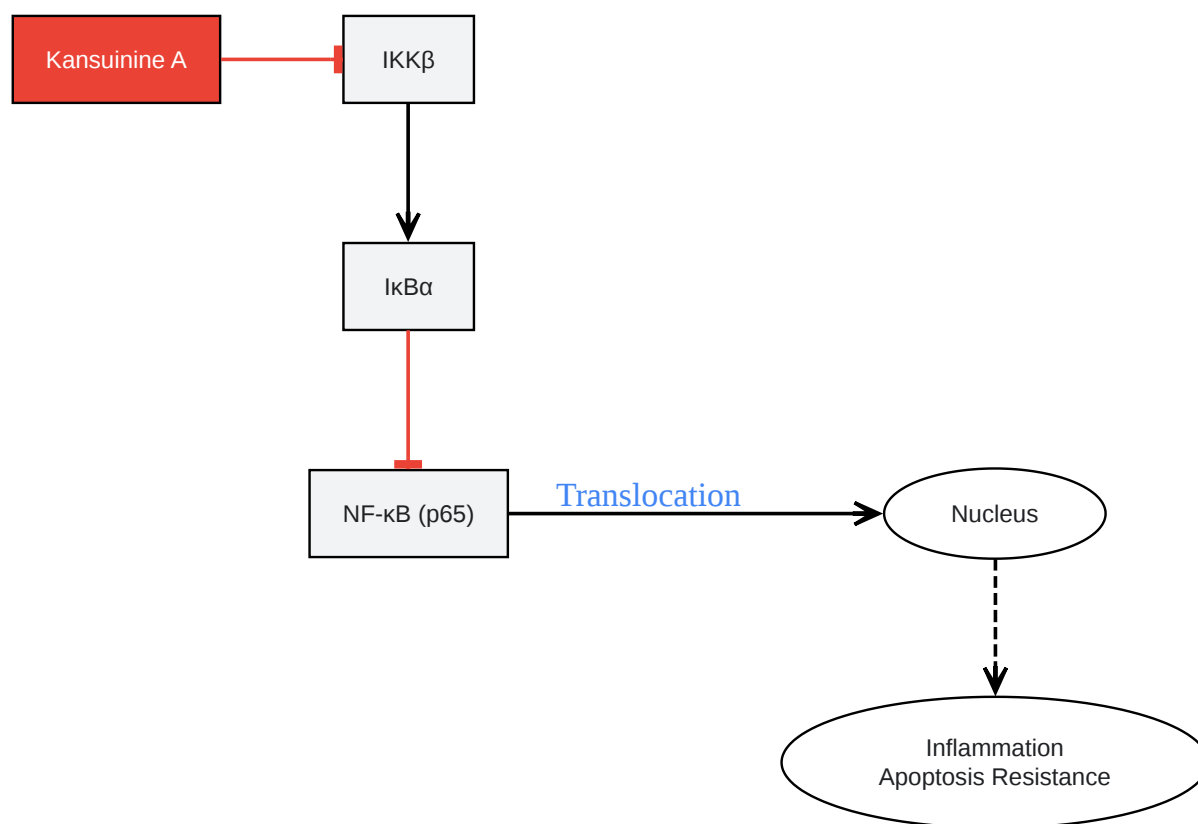 Kansuinine A
IKKβ
IκBα
NF-κB (p65)
Translocation
Nucleus
Inflammation
Apoptosis Resistance